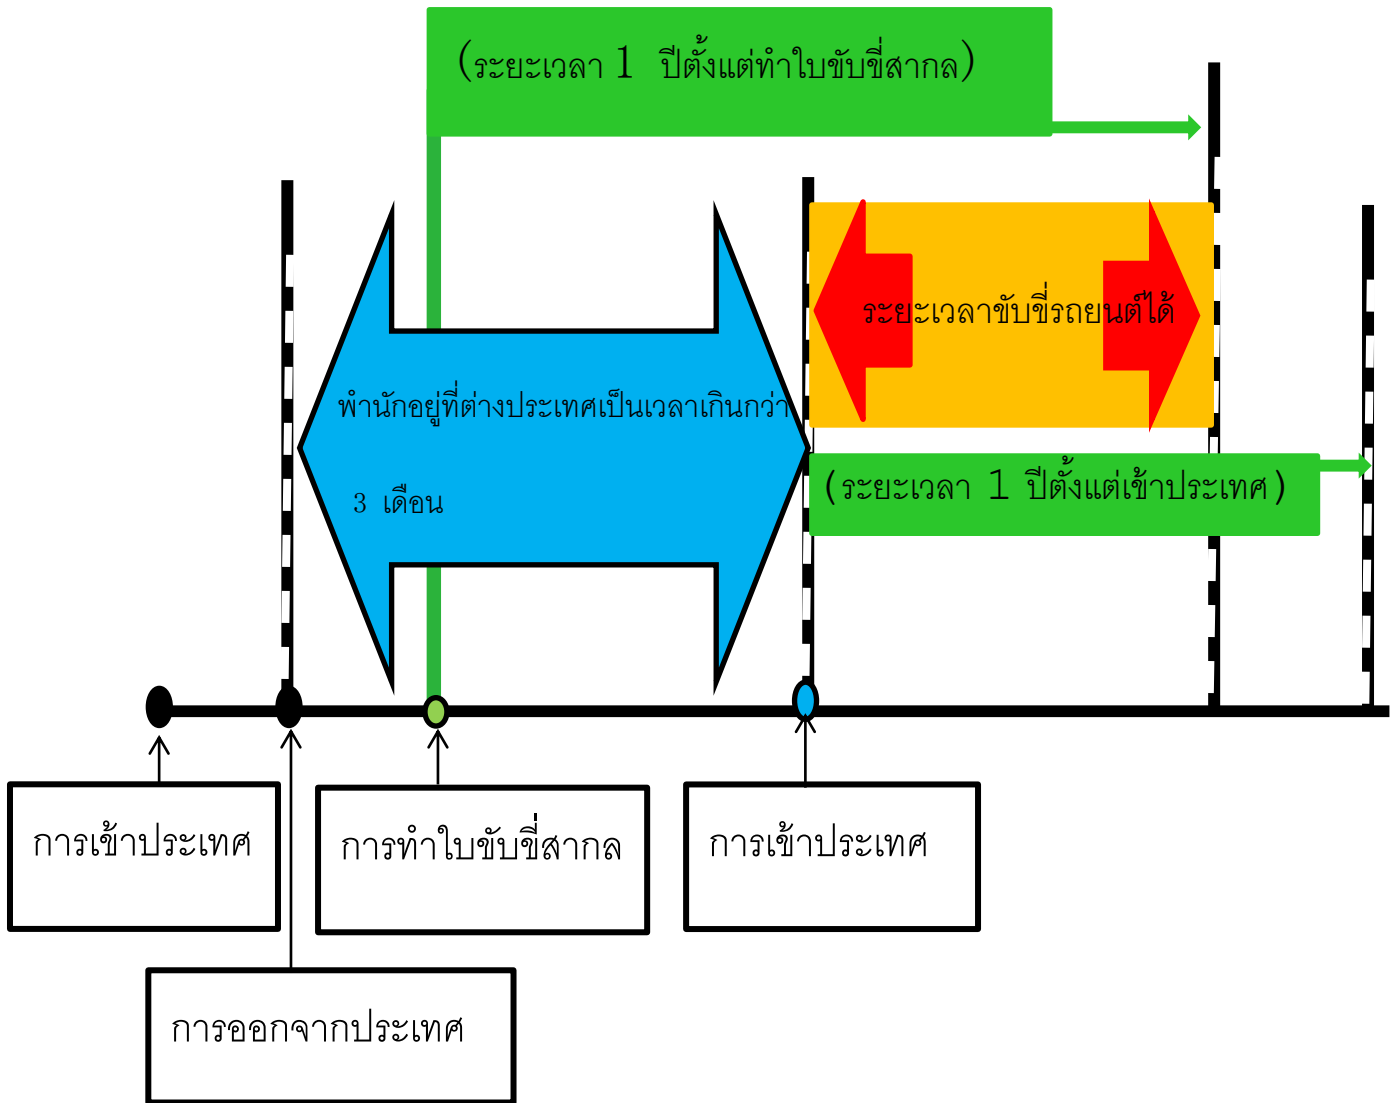 (ระยะเวลา 1 ปีตั้งแต่ทำใบขับขี่สากล)
ระยะเวลาขับขี่รถยนต์ได้
พำนักอยู่ที่ต่างประเทศเป็นเวลาเกินกว่า
3 เดือน
(ระยะเวลา 1 ปีตั้งแต่เข้าประเทศ)
การเข้าประเทศ
การทำใบขับขี่สากล
การเข้าประเทศ
การออกจากประเทศ